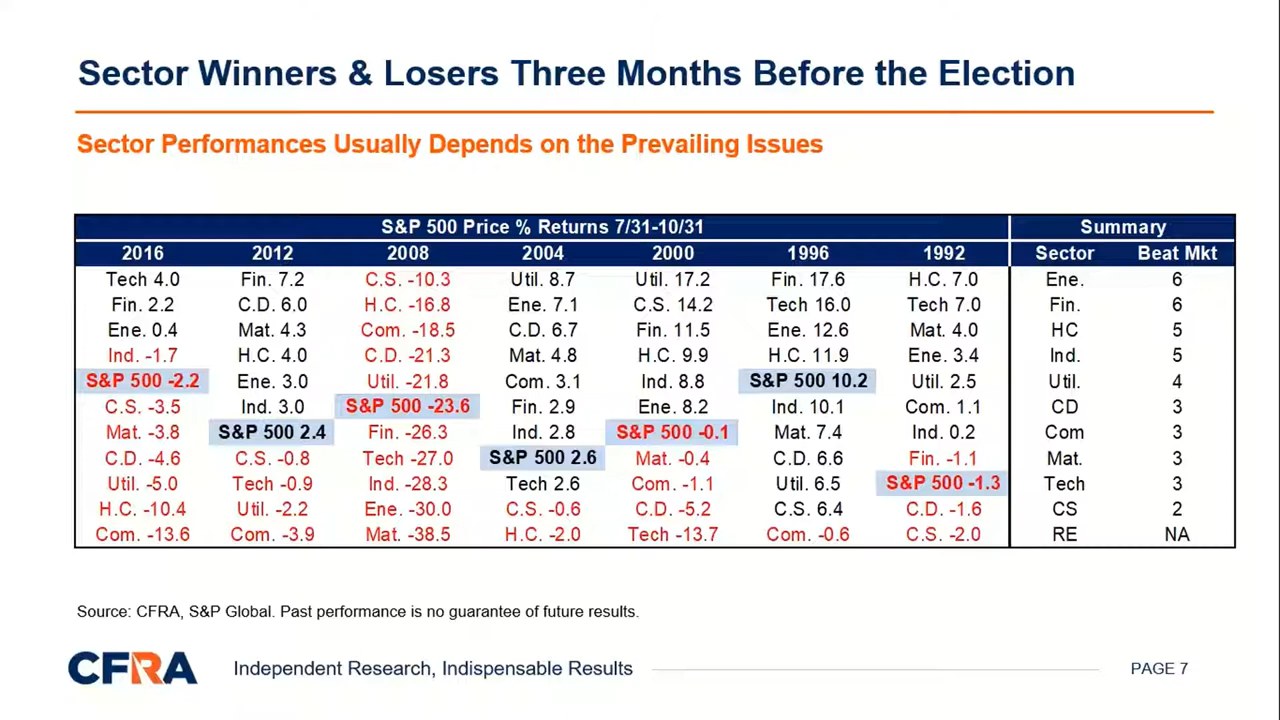 Sector Winners & Losers Three Months Before the Election
Sector Performances Usually Depends on the Prevailing Issues
S&P 500 Price % Returns 7/31-10/31 Summary
2016 2012 2008 2004 2000 1996 1992 Sector Beat Mkt
Tech 4.0 Fin. 7.2 C.S. -10.3 Util. 8.7 Util. 17.2 Fin. 17.6 H.C. 7.0 Ene. 6
Fin. 2.2 C.D. 6.0 H.C. -16.8 Ene. 7.1 C.S. 14.2 Tech 16.0 Tech 7.0 Fin. 6
Ene. 0.4 Mat. 4.3 Com. -18.5 C.D. 6.7 Fin. 11.5 Ene. 12.6 Mat. 4.0 HC 5
Ind. -1.7 H.C. 4.0 C.D. -21.3 Mat. 4.8 H.C. 9.9 H.C. 11.9 Ene. 3.4 Ind. 5
S&P 500 -2.2 Ene. 3.0 Util. -21.8 Com. 3.1 Ind. 8.8 S&P 500 10.2 Util. 2.5 Util. 4
C.S. -3.5 Ind. 3.0 S&P 500 -23.6 Fin. 2.9 Ene. 8.2 Ind. 10.1 Com. 1.1 CD 3
Mat. -3.8 S&P 500 2.4 Fin. -26.3 Ind. 2.8 S&P 500 -0.1 Mat. 7.4 Ind. 0.2 Com 3
C.D. -4.6 C.S. -0.8 Tech -27.0 S&P 500 2.6 Mat. -0.4 C.D. 6.6 Fin. -1.1 Mat. 3
Util. -5.0 Tech -0.9 Ind. -28.3 Tech 2.6 Com. -1.1 Util. 6.5 S&P 500 -1.3 Tech 3
H.C. -10.4 Util. -2.2 Ene. -30.0 C.S. -0.6 C.D. -5.2 C.S. 6.4 C.D. -1.6 CS 2
Com. -13.6 Com. -3.9 Mat. -38.5 H.C. -2.0 Tech -13.7 Com. -0.6 C.S. -2.0 RE NA
Source: CFRA, S&P Global. Past performance is no guarantee of future results.
CFRA Independent Research, Indispensable Results PAGE 7